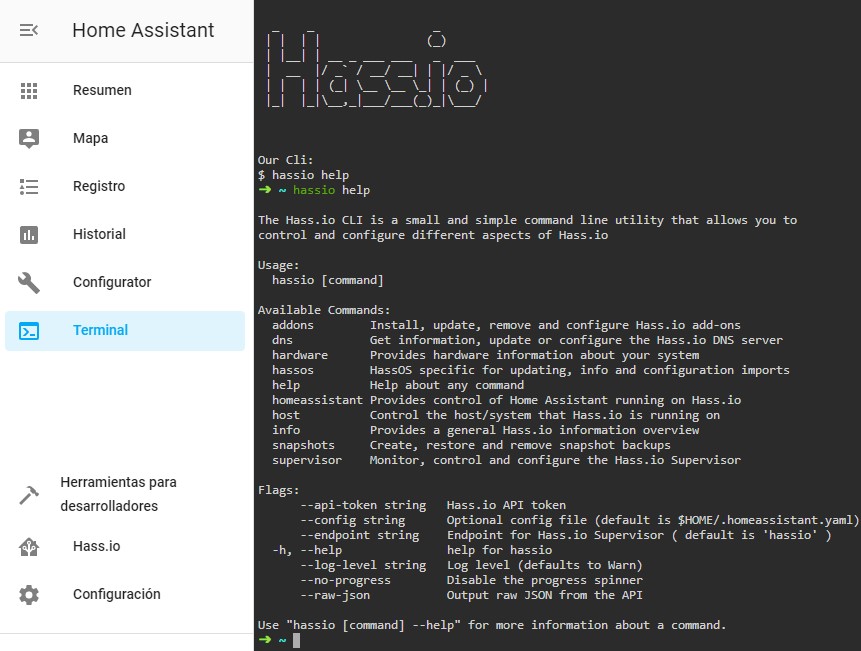 Home Assistant
Resumen
Mapa
Registro
Historial
Configurator
Terminal
Herramientas para
desarrolladores
Hass.io
Configuración
Hass.io
Our Cli:
$ hassio help
➜ ~ hassio help
The Hass.io CLI is a small and simple command line utility that allows you to
control and configure different aspects of Hass.io
Usage:
hassio [command]
Available Commands:
addons Install, update, remove and configure Hass.io add-ons
dns Get information, update or configure the Hass.io DNS server
hardware Provides hardware information about your system
hassos HassOS specific for updating, info and configuration imports
help Help about any command
homeassistant Provides control of Home Assistant running on Hass.io
host Control the host/system that Hass.io is running on
info Provides a general Hass.io information overview
snapshots Create, restore and remove snapshot backups
supervisor Monitor, control and configure the Hass.io Supervisor
Flags:
--api-token string Hass.io API token
--config string Optional config file (default is $HOME/.homeassistant.yaml)
--endpoint string Endpoint for Hass.io Supervisor ( default is 'hassio' )
-h, --help help for hassio
--log-level string Log level (defaults to Warn)
--no-progress Disable the progress spinner
--raw-json Output raw JSON from the API
Use "hassio [command] --help" for more information about a command.
➜ ~